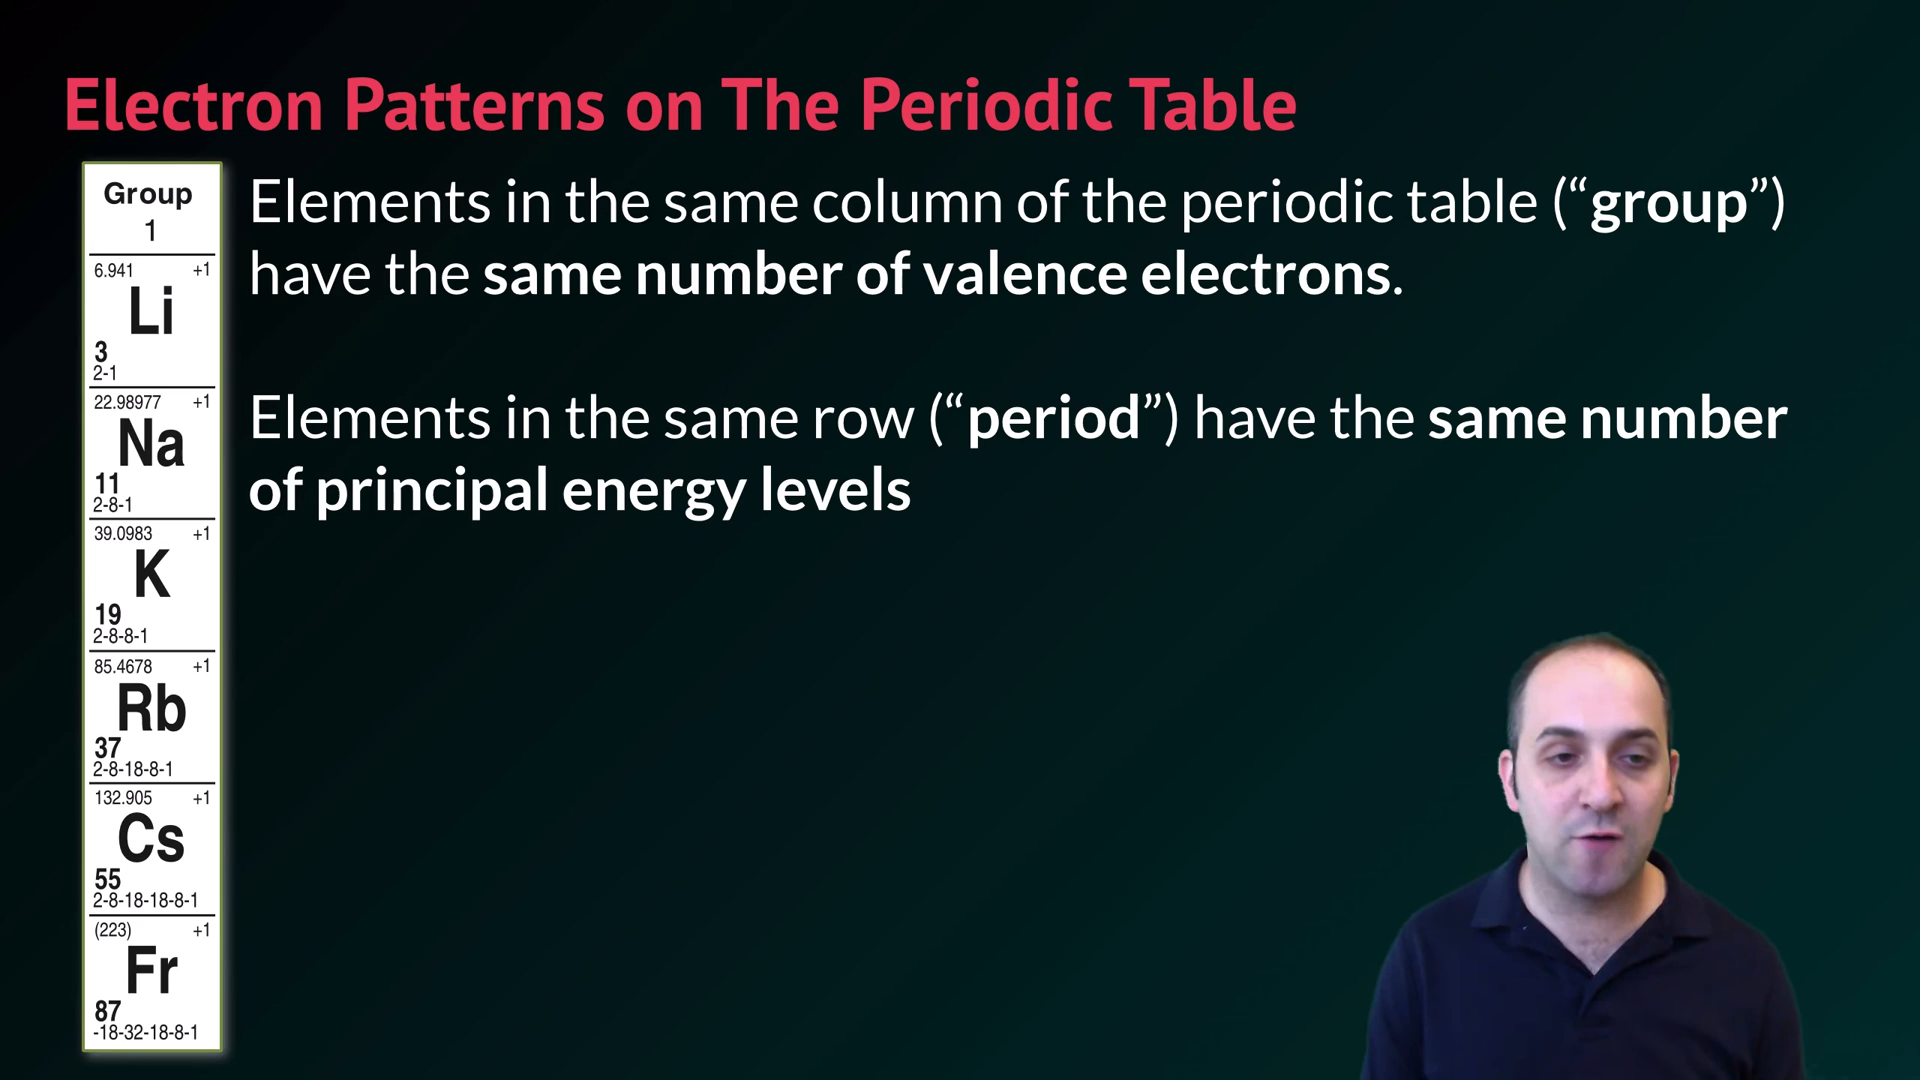 Electron Patterns on The Periodic Table
Group
1
6.941 +1
Li
3
2-1
22.98977 +1
Na
11
2-8-1
39.0983 +1
K
19
2-8-8-1
85.4678 +1
Rb
37
2-8-18-8-1
132.905 +1
Cs
55
2-8-18-18-8-1
(223) +1
Fr
87
-18-32-18-8-1
Elements in the same column of the periodic table (“group”)
have the same number of valence electrons.
Elements in the same row (“period”) have the same number
of principal energy levels